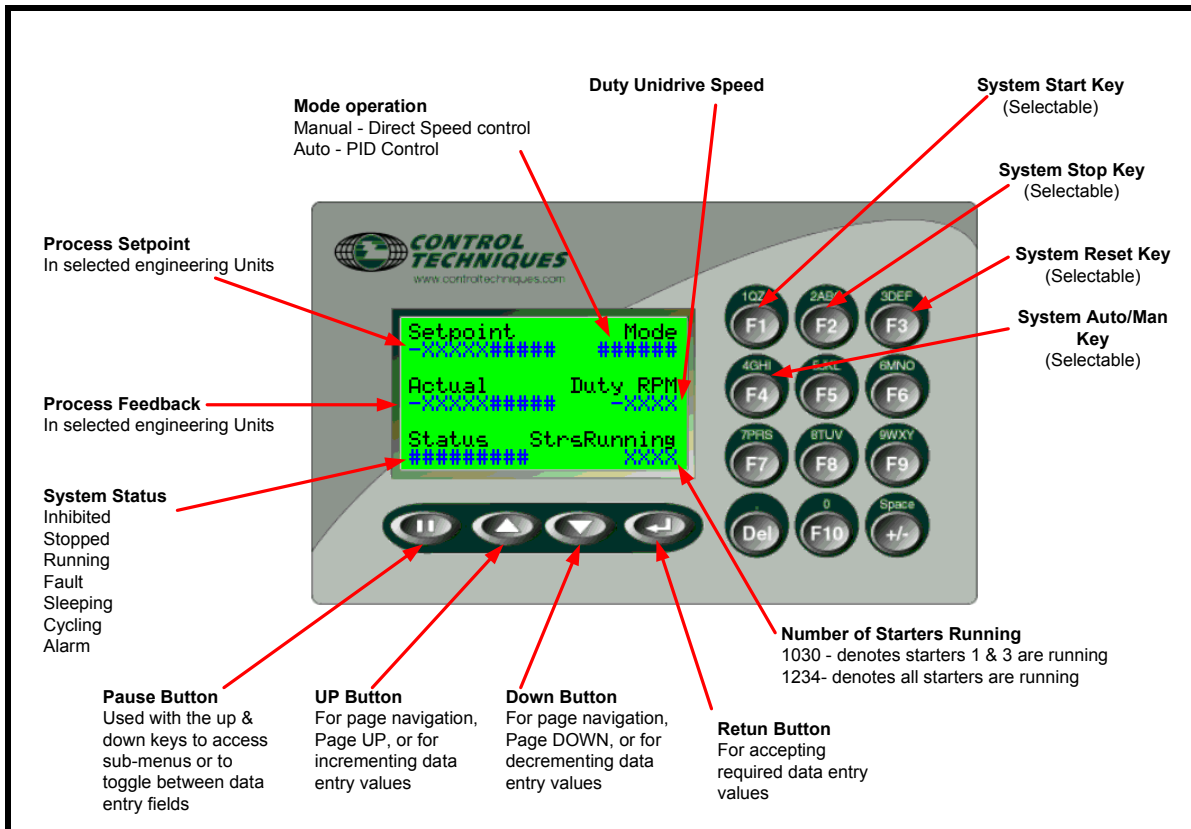 Duty Unidrive Speed
System Start Key
(Selectable)
Mode operation
Manual - Direct Speed control
Auto - PID Control
System Stop Key
(Selectable)
Process Setpoint
In selected engineering Units
System Reset Key
(Selectable)
System Auto/Man
Key
(Selectable)
Process Feedback
In selected engineering Units
System Status
Inhibited
Stopped
Running
Fault
Sleeping
Cycling
Alarm
CONTROL
TECHNIQUES
www.controltechniques.com
Setpoint Mode
-XXXXX##### ######
Actual Duty RPM
-XXXXX##### -XXXX
Status StrsRunning
######### XXXX
3DEF
F1 F2 F3
4GHI 6MNO
F4 F5 F6
7PRS 8TUV 9WXY
F7 F8 F9
. 0 Space
Del F10 +/-
Number of Starters Running
1030 - denotes starters 1 & 3 are running
1234- denotes all starters are running
Pause Button
Used with the up &
down keys to access
sub-menus or to
toggle between data
entry fields
UP Button
For page navigation,
Page UP, or for
incrementing data
entry values
Down Button
For page navigation,
Page DOWN, or for
decrementing data
entry values
Retun Button
For accepting
required data entry
values